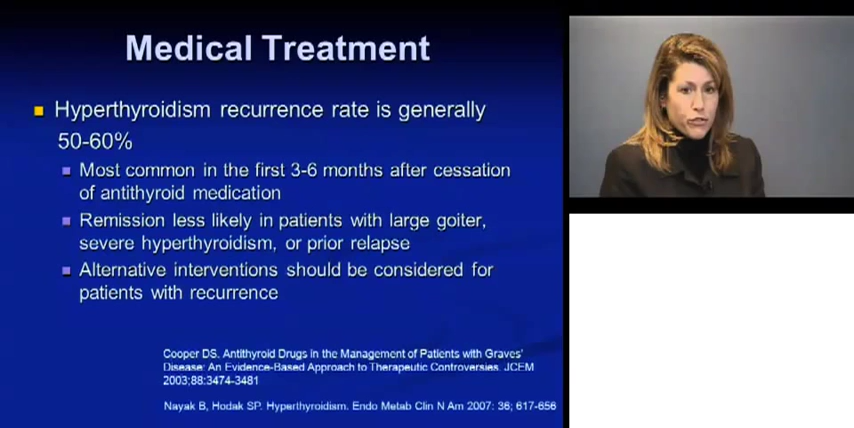 Medical Treatment
Hyperthyroidism recurrence rate is generally
50-60%
Most common in the first 3-6 months after cessation
of antithyroid medication
Remission less likely in patients with large goiter,
severe hyperthyroidism, or prior relapse
Alternative interventions should be considered for
patients with recurrence
Cooper DS. Antithyroid Drugs in the Management of Patients with Graves'
Disease: An Evidence-Based Approach to Therapeutic Controversies. JCEM
2003;88:3474-3481
Nayak B, Hodak SP. Hyperthyroidism. Endo Metab Clin N Am 2007: 36; 617-656